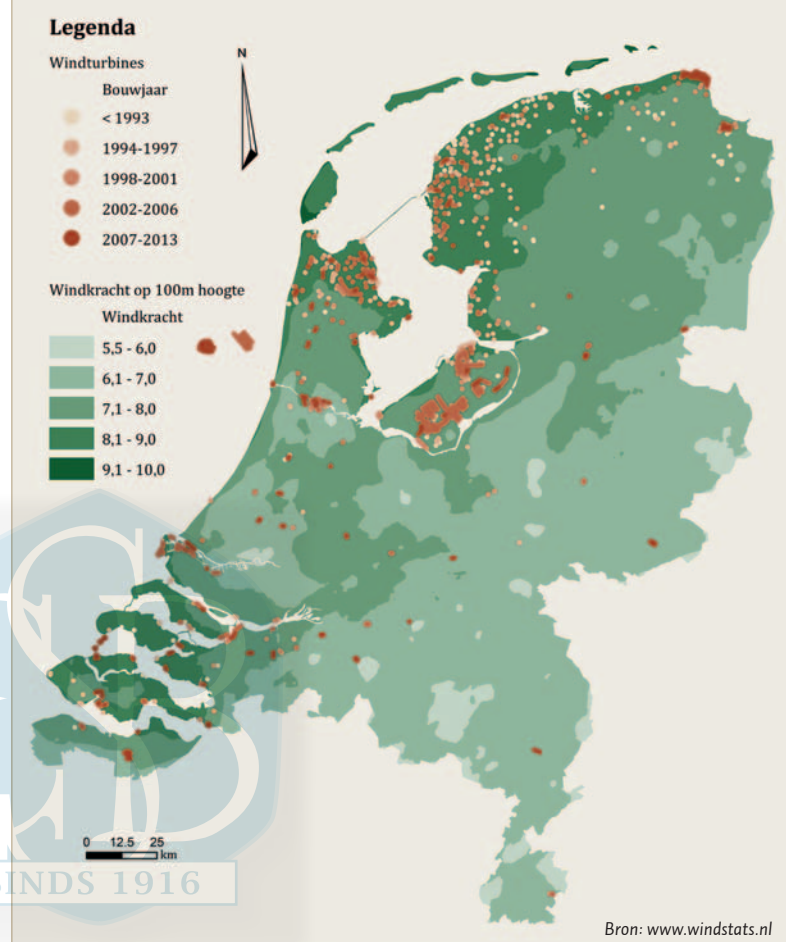 Legenda
Windturbines
Bouwjaar
< 1993
1994-1997
1998-2001
2002-2006
2007-2013
N
Windkracht op 100m hoogte
Windkracht
5,5 - 6,0
6,1 - 7,0
7,1 - 8,0
8,1 - 9,0
9,1 - 10,0
0 12.5 25
km
SINDS 1916
Bron: www.windstats.nl